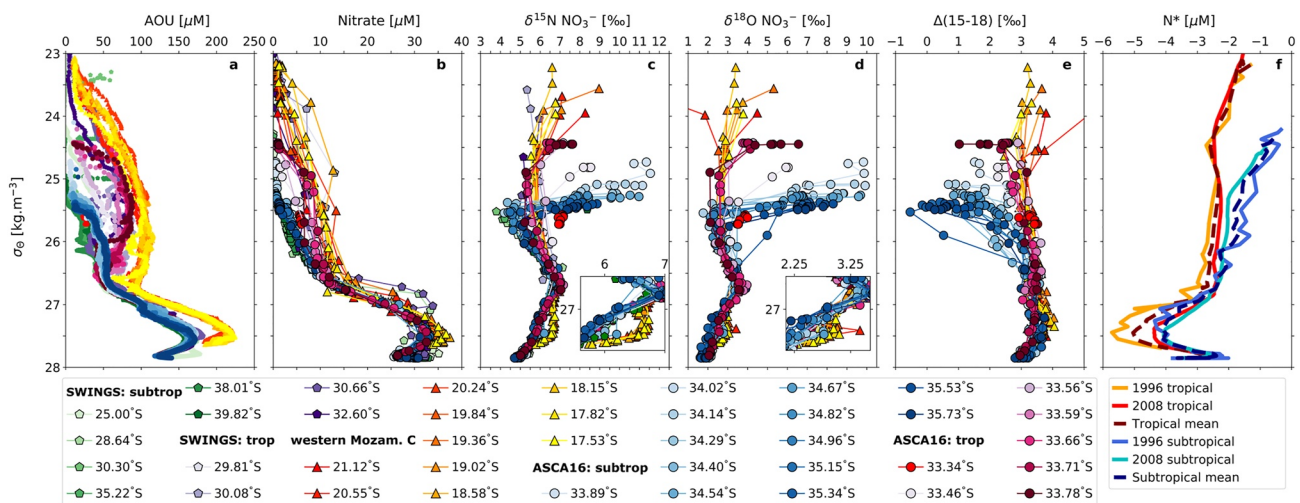 AOU [μM]
Nitrate [μM]
δ¹⁵N NO₃⁻ [‰]
δ¹⁸O NO₃⁻ [‰]
Δ(15-18) [‰]
N* [μM]
0 50 100 150 200 250
0 5 10 15 20 25 30 35 40
2 3 4 5 6 7 8 9 10 11 12 13
1 2 3 4 5 6 7 8 9 10
−1 0 1 2 3 4 5
−6 −5 −4 −3 −2 −1 0
a b c d e f
σΘ [kg.m⁻³]
23
24
25
26
27
28
6 7
27
2.25 3.25
27
SWINGS: subtrop
25.00°S
28.64°S
30.30°S
35.22°S
38.01°S
39.82°S
SWINGS: trop
29.81°S
30.08°S
30.66°S
32.60°S
western Mozam. C
21.12°S
20.55°S
20.24°S
19.84°S
19.36°S
19.02°S
18.58°S
18.15°S
17.82°S
17.53°S
ASCA16: subtrop
33.89°S
34.02°S
34.14°S
34.29°S
34.40°S
34.54°S
34.67°S
34.82°S
34.96°S
35.15°S
35.34°S
35.53°S
35.73°S
ASCA16: trop
33.34°S
33.46°S
33.56°S
33.59°S
33.66°S
33.71°S
33.78°S
1996 tropical
2008 tropical
Tropical mean
1996 subtropical
2008 subtropical
Subtropical mean